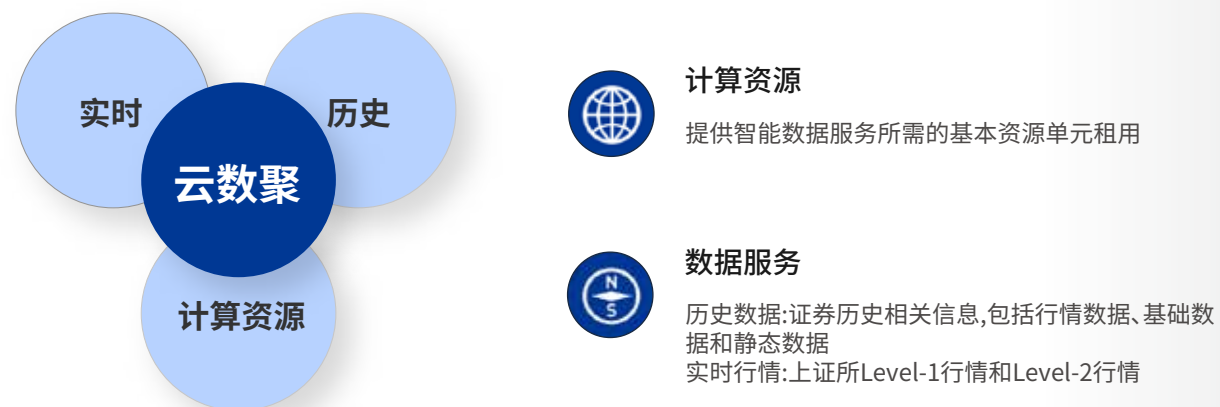 实时
历史
云数聚
计算资源
计算资源
提供智能数据服务所需的基本资源单元租用
数据服务
N
S
历史数据:证券历史相关信息,包括行情数据、基础数
据和静态数据
实时行情:上证所Level-1行情和Level-2行情